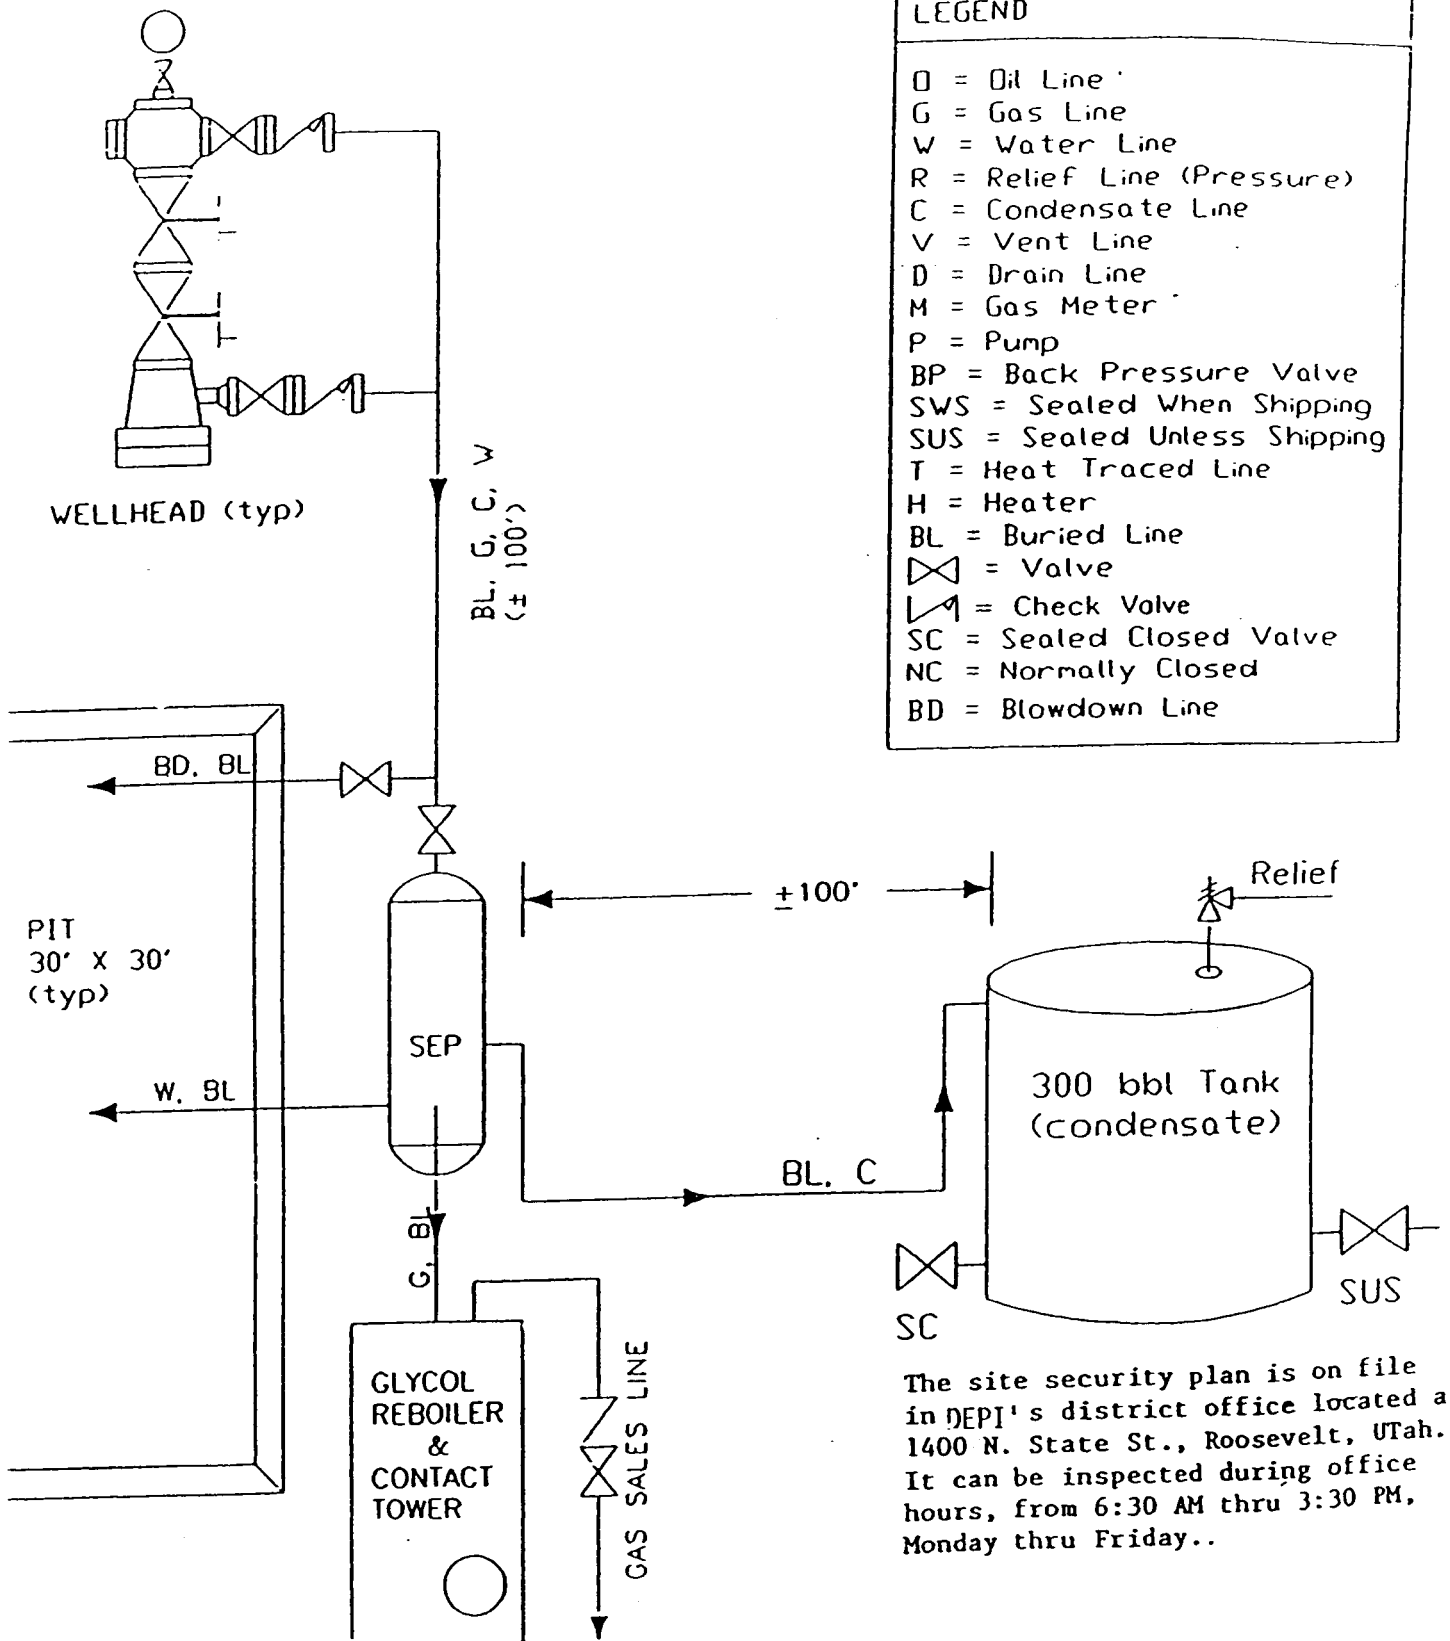 LEGEND
O = Oil Line
G = Gas Line
W = Water Line
R = Relief Line (Pressure)
C = Condensate Line
V = Vent Line
D = Drain Line
M = Gas Meter
P = Pump
BP = Back Pressure Valve
SWS = Sealed When Shipping
SUS = Sealed Unless Shipping
T = Heat Traced Line
H = Heater
BL = Buried Line
= Valve
= Check Valve
SC = Sealed Closed Valve
NC = Normally Closed
BD = Blowdown Line
WELLHEAD (typ)
BL, G, C, W
(± 100')
BD, BL
PIT
30' X 30'
(typ)
SEP
W, BL
±100'
Relief
300 bbl Tank
(condensate)
BL, C
G, BL
SC
SUS
GLYCOL
REBOILER
&
CONTACT
TOWER
GAS SALES LINE
The site security plan is on file
in DEPI's district office located a
1400 N. State St., Roosevelt, UTah.
It can be inspected during office
hours, from 6:30 AM thru 3:30 PM,
Monday thru Friday..